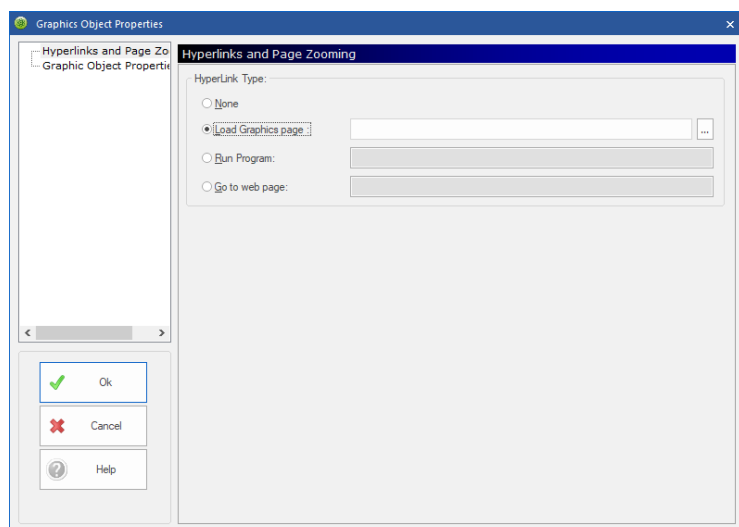 Graphics Object Properties
Hyperlinks and Page Zo
Graphic Object Propertie
Hyperlinks and Page Zooming
HyperLink Type:
None
Load Graphics page :
...
Run Program:
Go to web page:
Ok
Cancel
Help